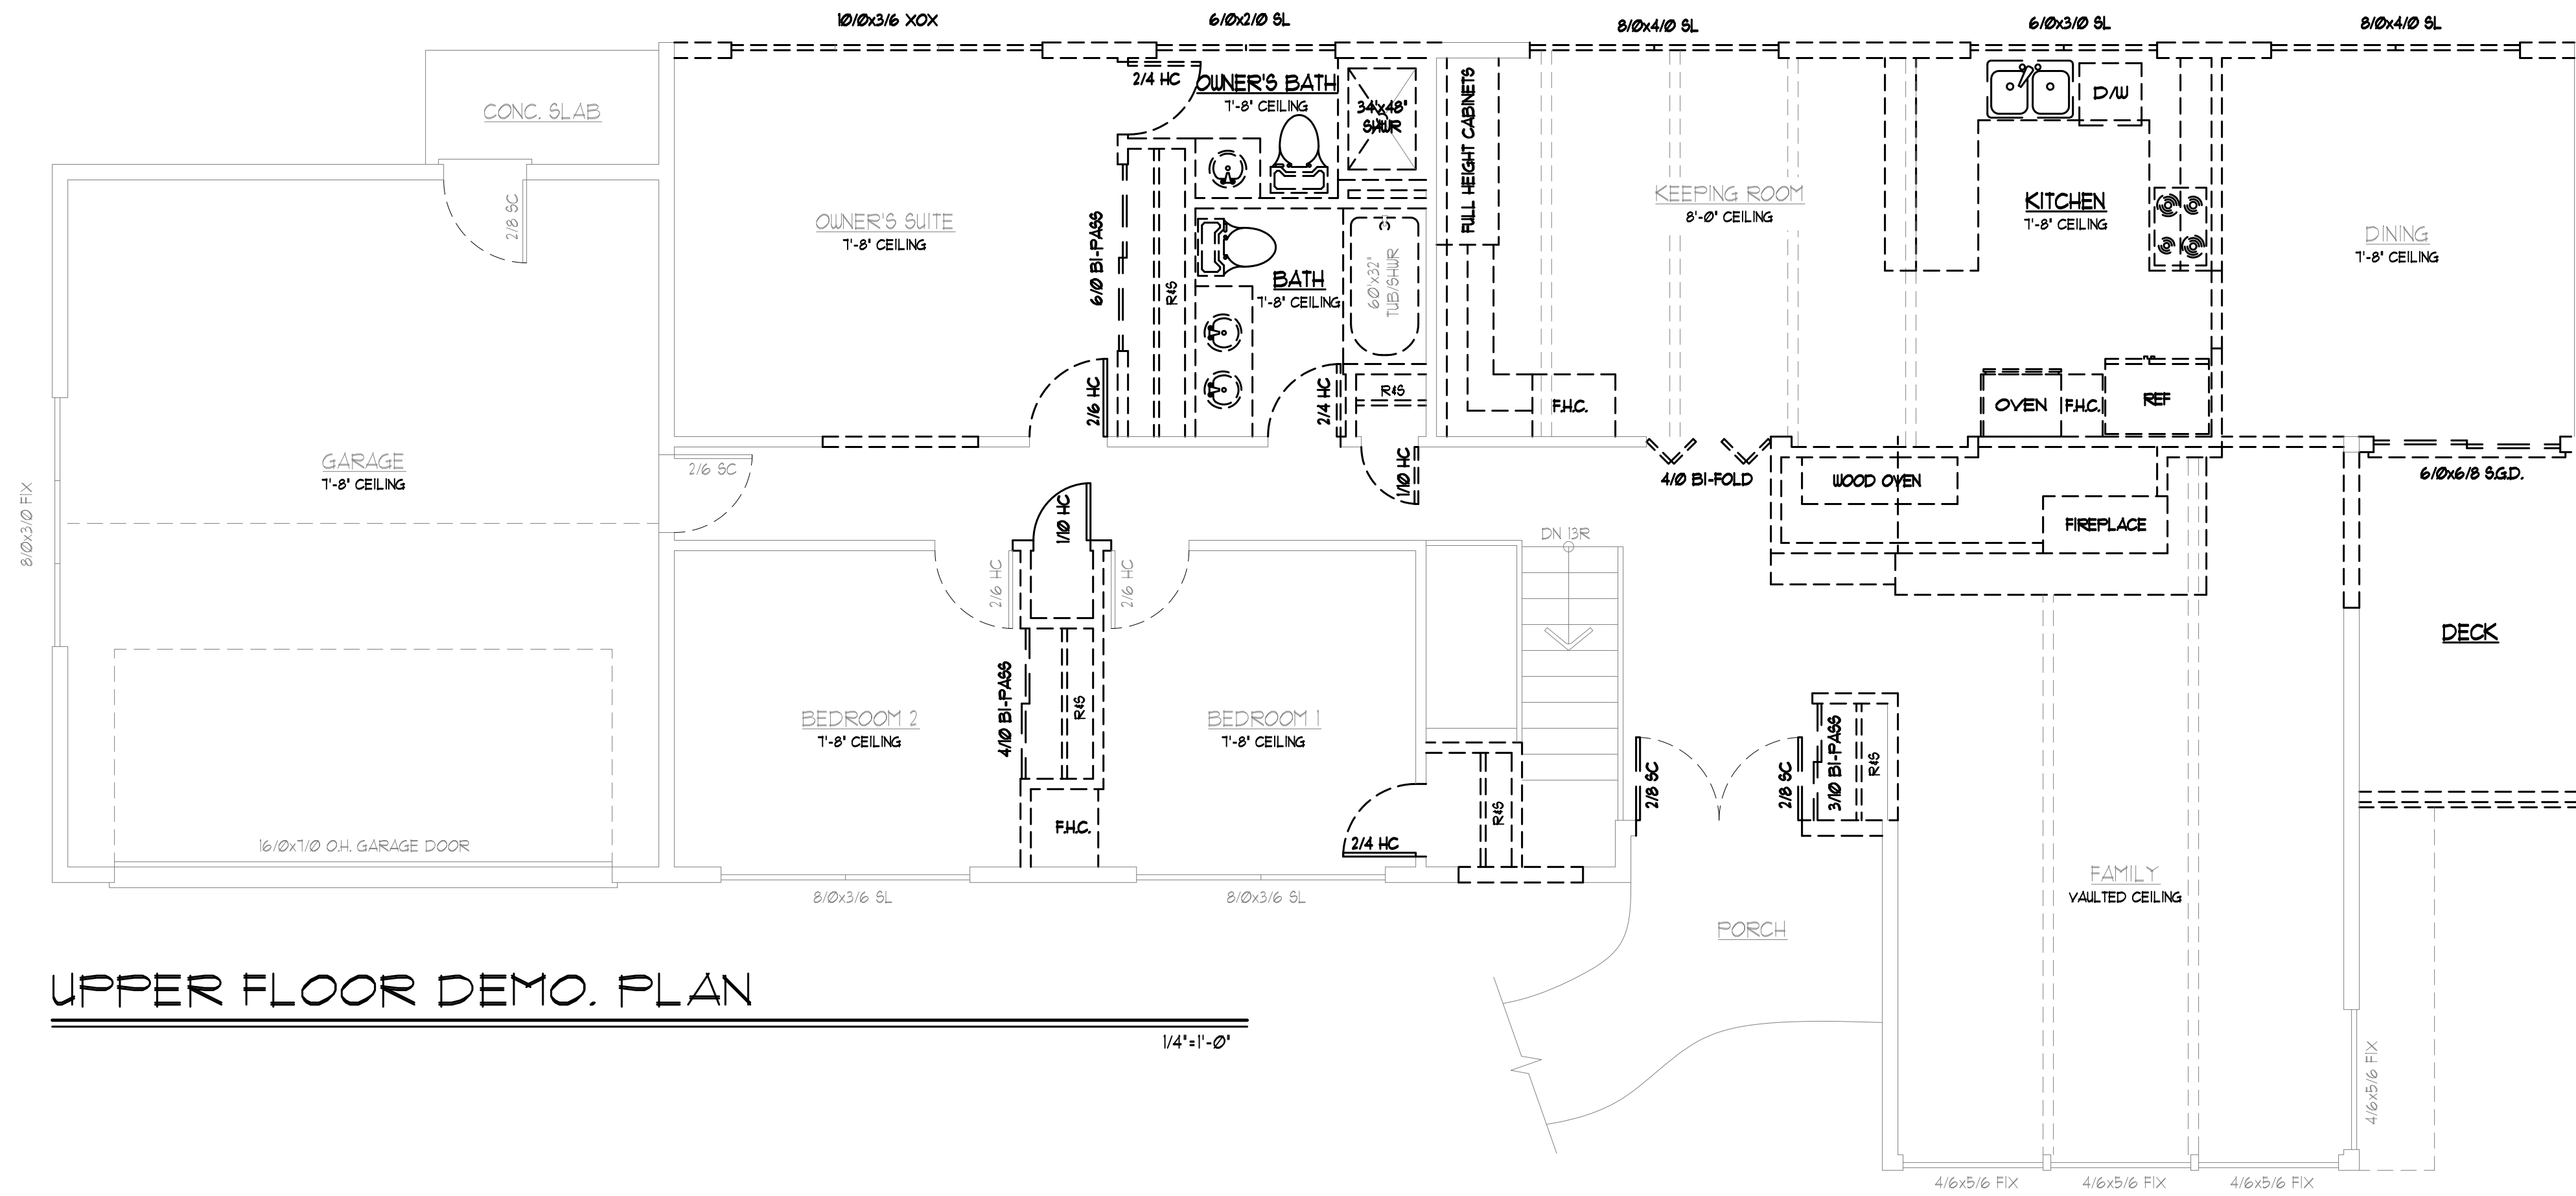 10/0x3/6 XOX
6/0x2/0 SL
8/0x4/0 SL
6/0x3/0 SL
8/0x4/0 SL
CONC. SLAB
2/8 SC
2/4 HC
OWNER'S BATH
7'-8" CEILING
34"x48"
SHWR
FULL HEIGHT CABINETS
D/W
OWNER'S SUITE
7'-8" CEILING
6/0 BI-PASS
R&S
BATH
7'-8" CEILING
60"x32"
TUB/SHWR
KEEPING ROOM
8'-0" CEILING
KITCHEN
7'-8" CEILING
DINING
7'-8" CEILING
2/6 HC
2/4 HC
R&S
F.H.C.
OVEN
F.H.C.
REF
GARAGE
7'-8" CEILING
8/0x3/0 FIX
2/6 SC
1/10 HC
1/10 HC
4/0 BI-FOLD
WOOD OVEN
6/0x6/8 S.G.D.
FIREPLACE
DN 13R
2/6 HC
2/6 HC
DECK
4/10 BI-PASS
R&S
BEDROOM 2
7'-8" CEILING
BEDROOM 1
7'-8" CEILING
2/8 SC
2/8 SC
3/10 BI-PASS
R&S
R&S
F.H.C.
2/4 HC
16/0x7/0 O.H. GARAGE DOOR
8/0x3/6 SL
8/0x3/6 SL
FAMILY
VAULTED CEILING
PORCH
UPPER FLOOR DEMO. PLAN
1/4"=1'-0"
4/6x5/6 FIX
4/6x5/6 FIX
4/6x5/6 FIX
4/6x5/6 FIX